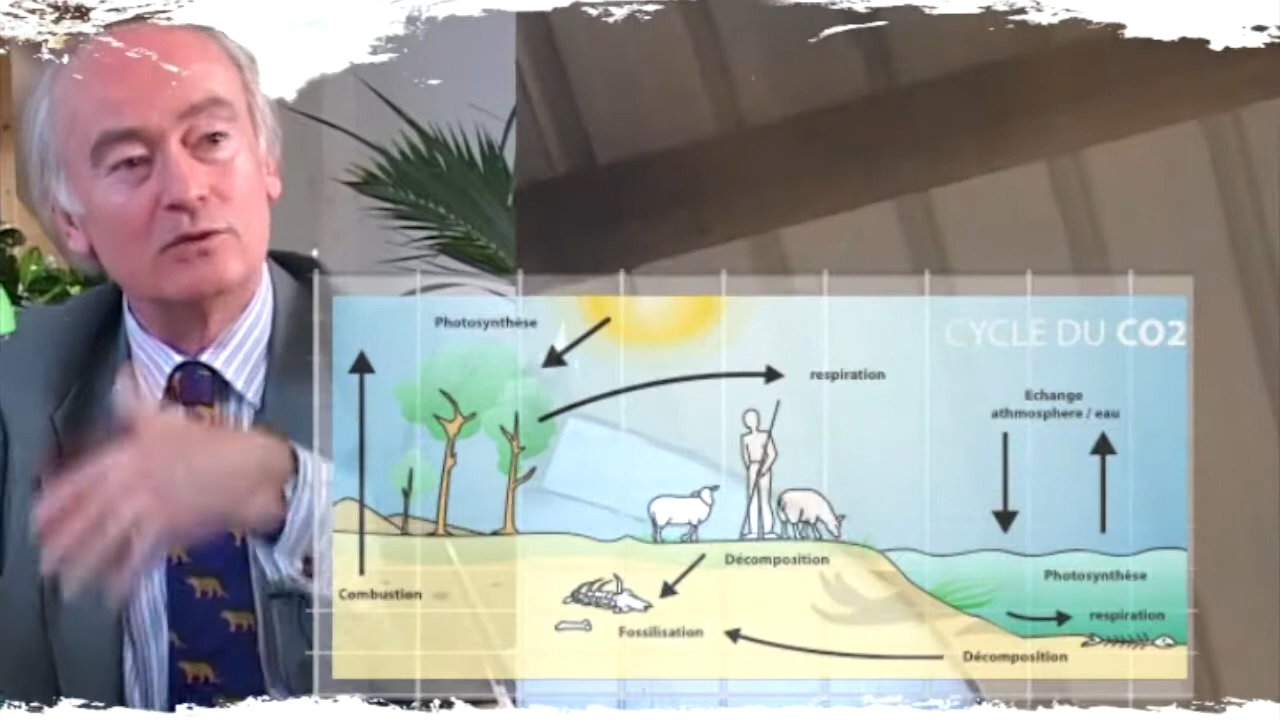 CYCLE DU CO2
Photosynthèse
respiration
Echange
athmosphere / eau
Décomposition
Combustion
Fossilisation
Photosynthèse
respiration
Décomposition